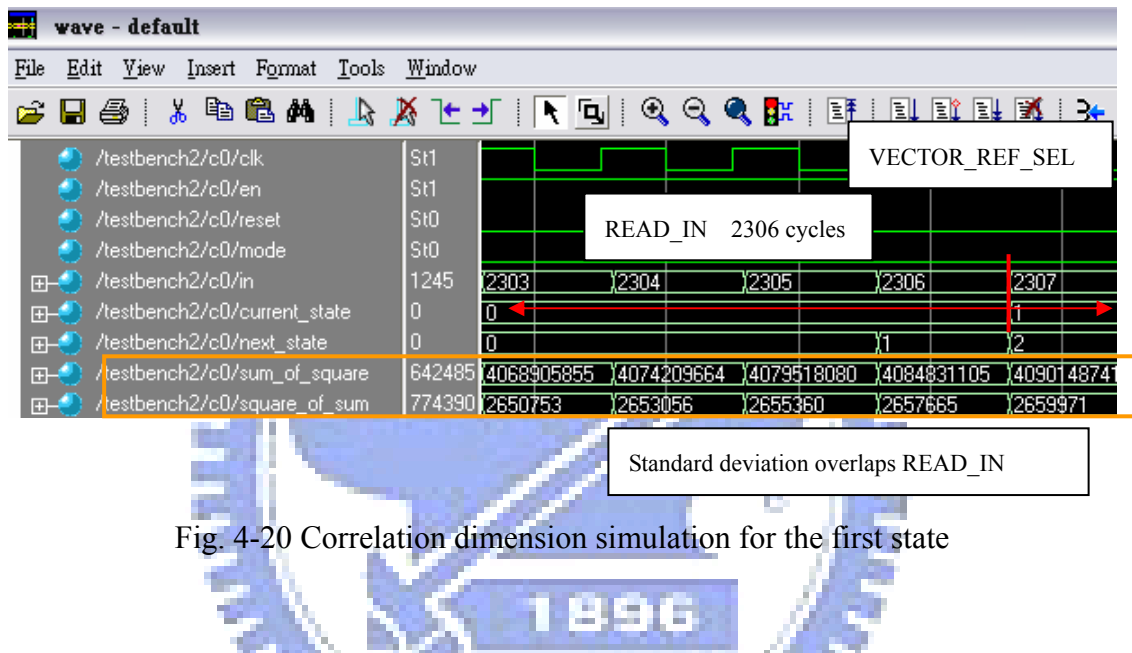 wave - default
File Edit View Insert Format Tools Window
VECTOR_REF_SEL
/testbench2/c0/clk St1
/testbench2/c0/en St1
/testbench2/c0/reset St0
READ_IN 2306 cycles
/testbench2/c0/mode St0
/testbench2/c0/in 1245 2303 2304 2305 2306 2307
/testbench2/c0/current_state 0 0 1
/testbench2/c0/next_state 0 0 1 2
/testbench2/c0/sum_of_square 642485 4068905855 4074209664 4079518080 4084831105 4090148741
/testbench2/c0/square_of_sum 774390 2650753 2653056 2655360 2657665 2659971
Standard deviation overlaps READ_IN
Fig. 4-20 Correlation dimension simulation for the first state
1896